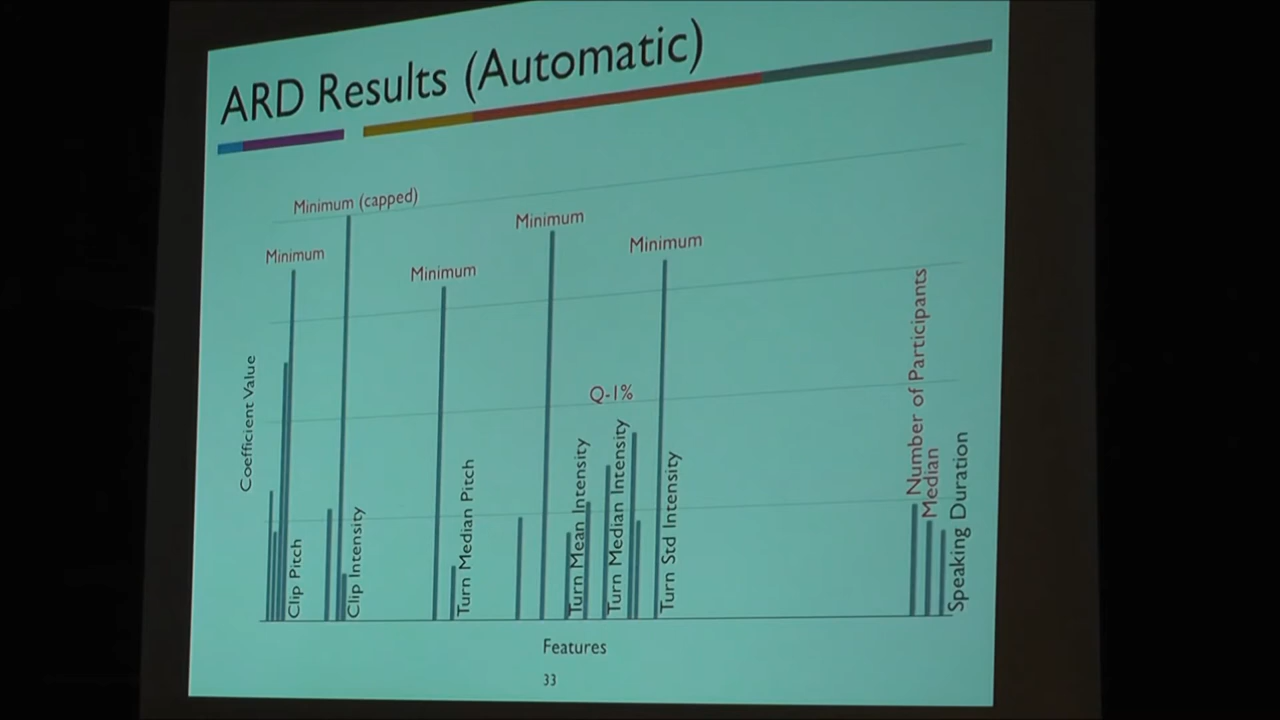 ARD Results (Automatic)
Minimum (capped)
Minimum
Minimum
Minimum
Minimum
Q-1%
Coefficient Value
Clip Pitch
Clip Intensity
Turn Median Pitch
Turn Mean Intensity
Turn Median Intensity
Turn Std Intensity
Number of Participants
Median
Speaking Duration
Features
33